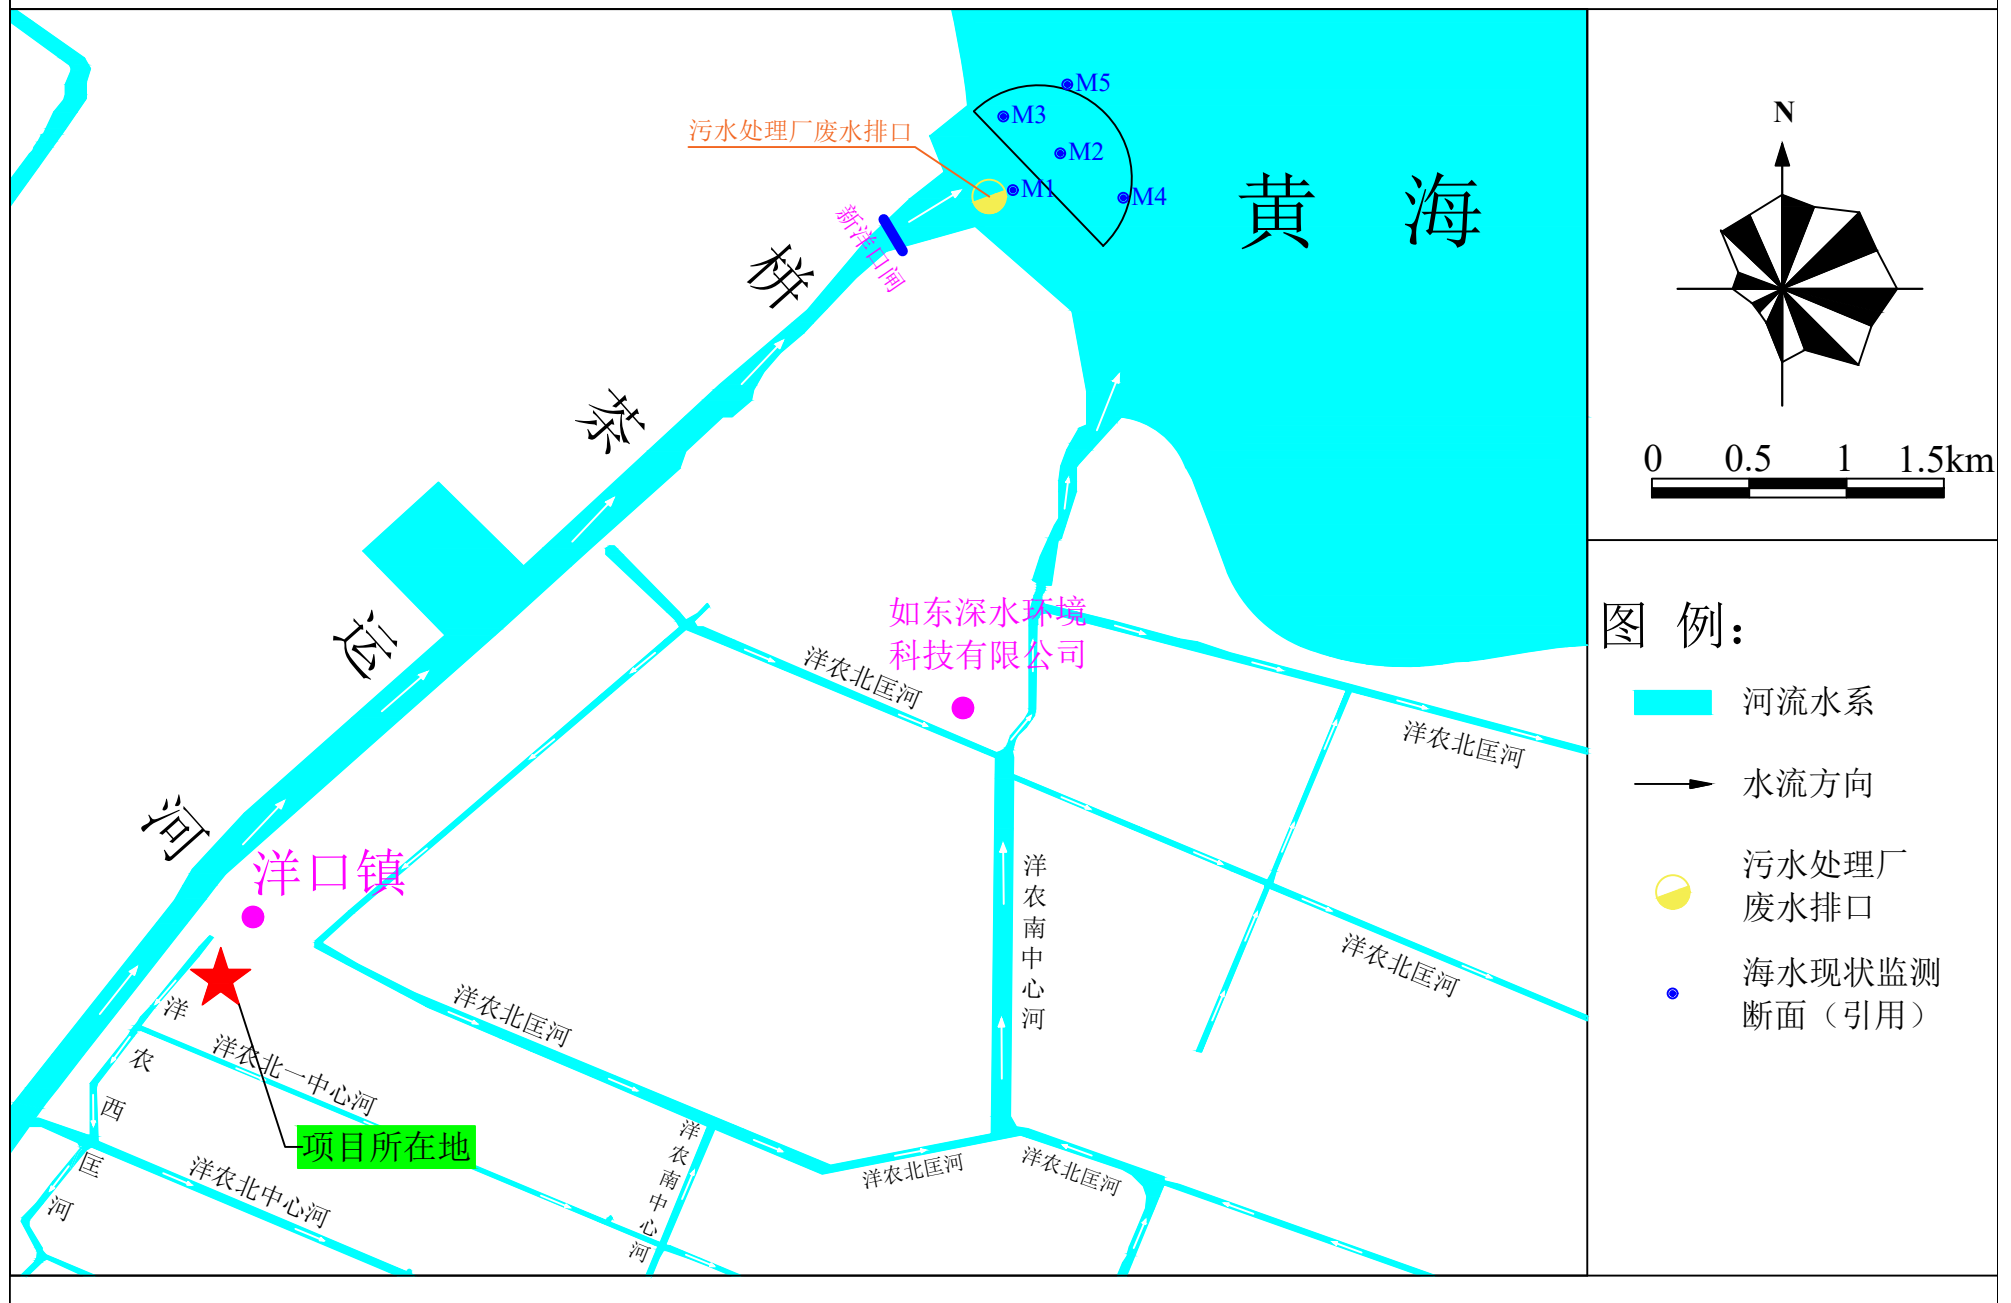 M5
M3
污水处理厂废水排口
M2
M1
M4
黄 海
新洋口闸
栟
茶
运
河
如东深水环境
科技有限公司
洋农北匡河
洋农北匡河
洋口镇
洋农南中心河
洋农北匡河
洋农北匡河
洋农西匡河
洋农北一中心河
项目所在地
洋农南中心河
洋农北匡河
洋农北匡河
洋农北中心河
N
0 0.5 1 1.5km
图 例：
河流水系
水流方向
污水处理厂
废水排口
海水现状监测
断面（引用）